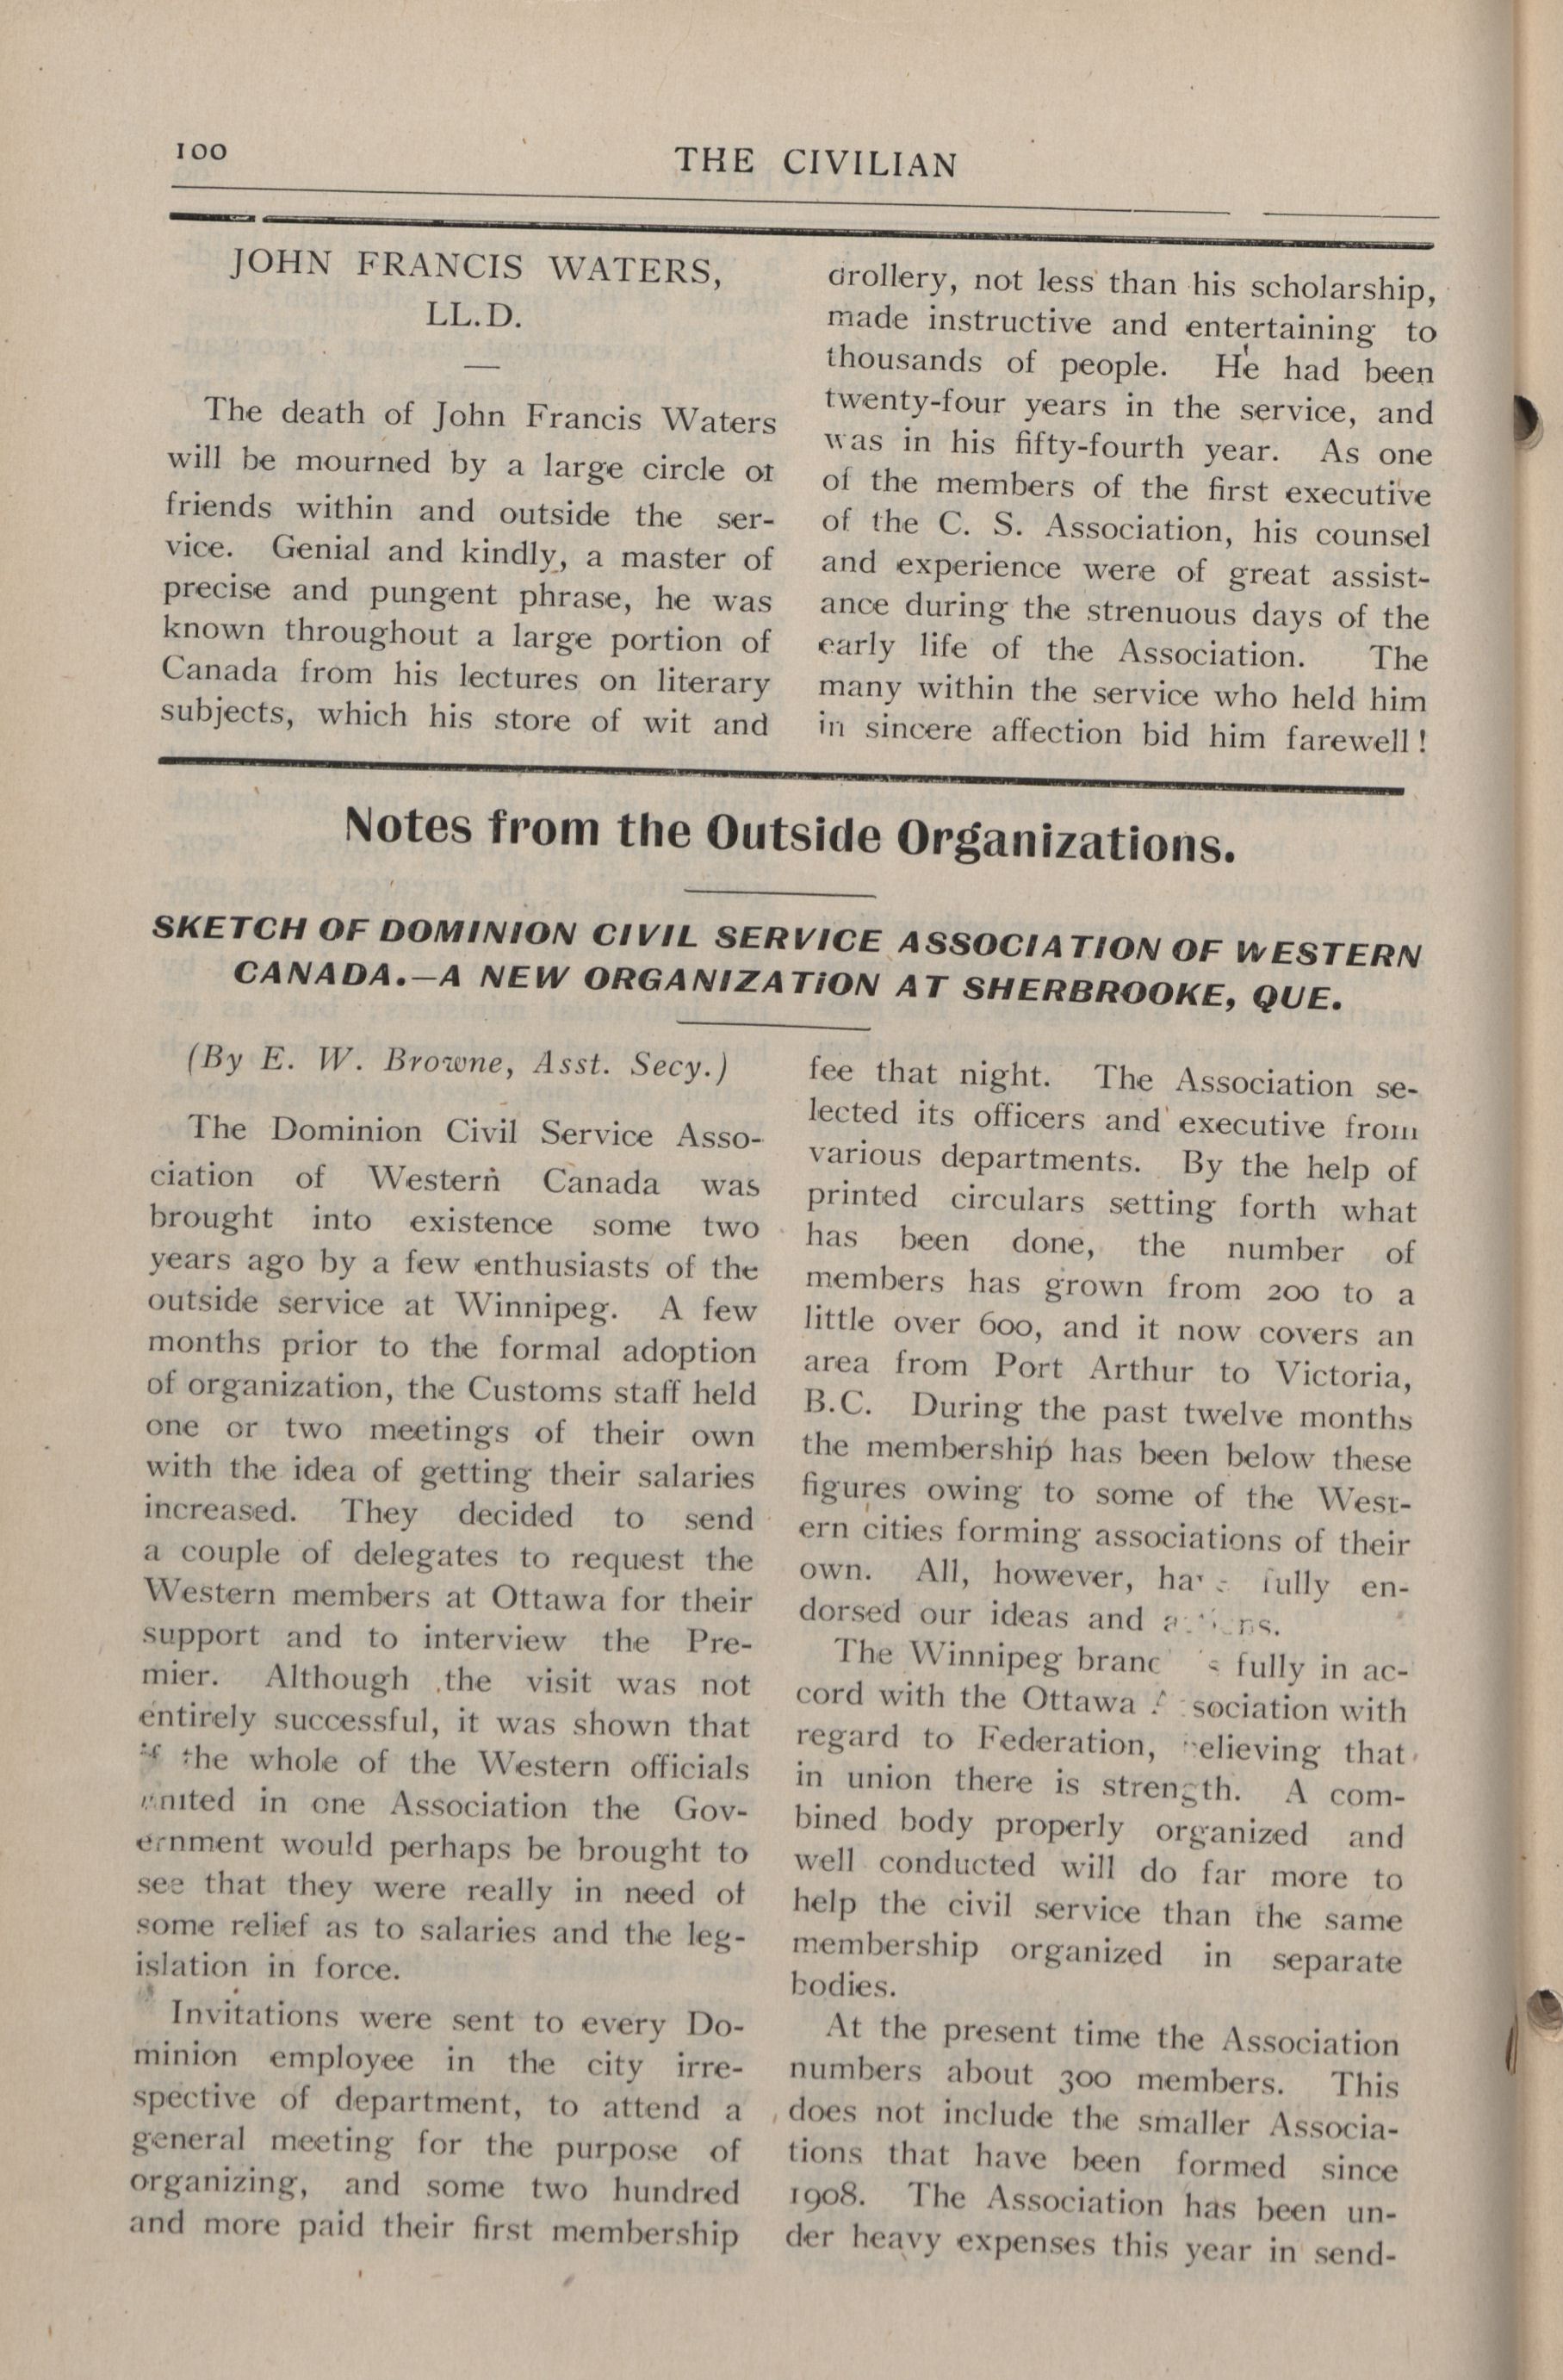 100
THE CIVILIAN
JOHN FRANCIS WATERS,
LL.D.
The death of John Francis Waters
will be mourned by a large circle of
friends within and outside the ser-
vice. Genial and kindly, a master of
precise and pungent phrase, he was
known throughout a large portion of
Canada from his lectures on literary
subjects, which his store of wit and
drollery, not less than his scholarship,
made instructive and entertaining to
thousands of people. He had been
twenty-four years in the service, and
was in his fifty-fourth year. As one
of the members of the first executive
of the C. S. Association, his counsel
and experience were of great assist-
ance during the strenuous days of the
early life of the Association. The
many within the service who held him
in sincere affection bid him farewell!
Notes from the Outside Organizations.
SKETCH OF DOMINION CIVIL SERVICE ASSOCIATION OF WESTERN
CANADA.—A NEW ORGANIZATION AT SHERBROOKE, QUE.
(By E. W. Browne, Asst. Secy.)
The Dominion Civil Service Asso-
ciation of Western Canada was
brought into existence some two
years ago by a few enthusiasts of the
outside service at Winnipeg. A few
months prior to the formal adoption
of organization, the Customs staff held
one or two meetings of their own
with the idea of getting their salaries
increased. They decided to send
a couple of delegates to request the
Western members at Ottawa for their
support and to interview the Pre-
mier. Although the visit was not
entirely successful, it was shown that
if the whole of the Western officials
united in one Association the Gov-
ernment would perhaps be brought to
see that they were really in need of
some relief as to salaries and the leg-
islation in force.
Invitations were sent to every Do-
minion employee in the city irre-
spective of department, to attend a
general meeting for the purpose of
organizing, and some two hundred
and more paid their first membership
fee that night. The Association se-
lected its officers and executive from
various departments. By the help of
printed circulars setting forth what
has been done, the number of
members has grown from 200 to a
little over 600, and it now covers an
area from Port Arthur to Victoria,
B.C. During the past twelve months
the membership has been below these
figures owing to some of the West-
ern cities forming associations of their
own. All, however, have fully en-
dorsed our ideas and actions.
The Winnipeg branc fully in ac-
cord with the Ottawa Association with
regard to Federation, believing that
in union there is strength. A com-
bined body properly organized and
well conducted will do far more to
help the civil service than the same
membership organized in separate
bodies.
At the present time the Association
numbers about 300 members. This
does not include the smaller Associa-
tions that have been formed since
1908. The Association has been un-
der heavy expenses this year in send-